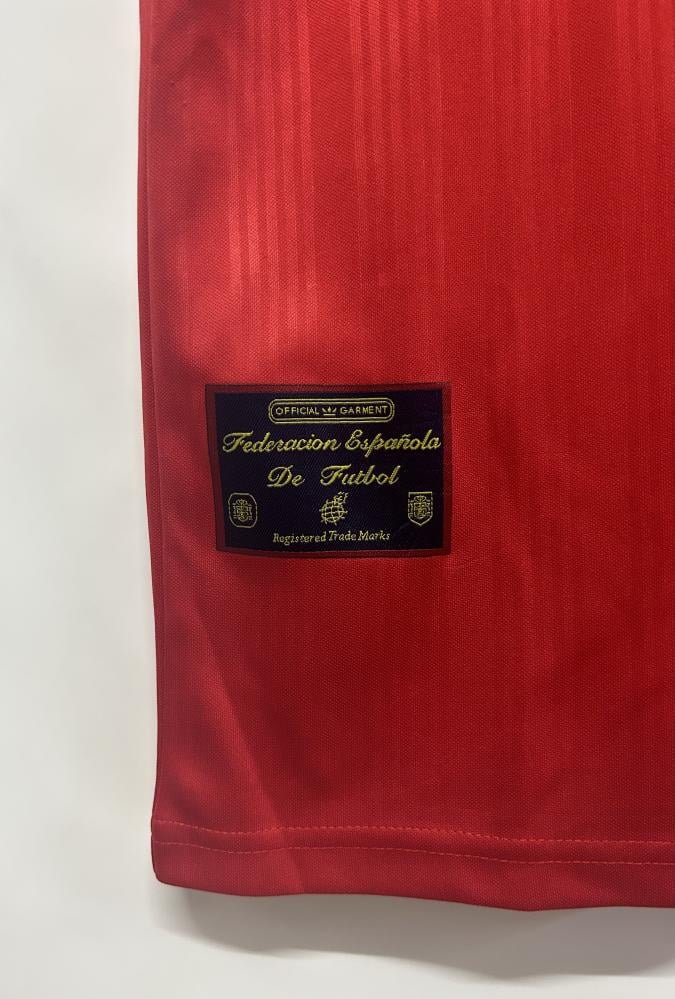 OFFICIAL GARMENT
Federacion Española
De Futbol
Registered Trade Marks